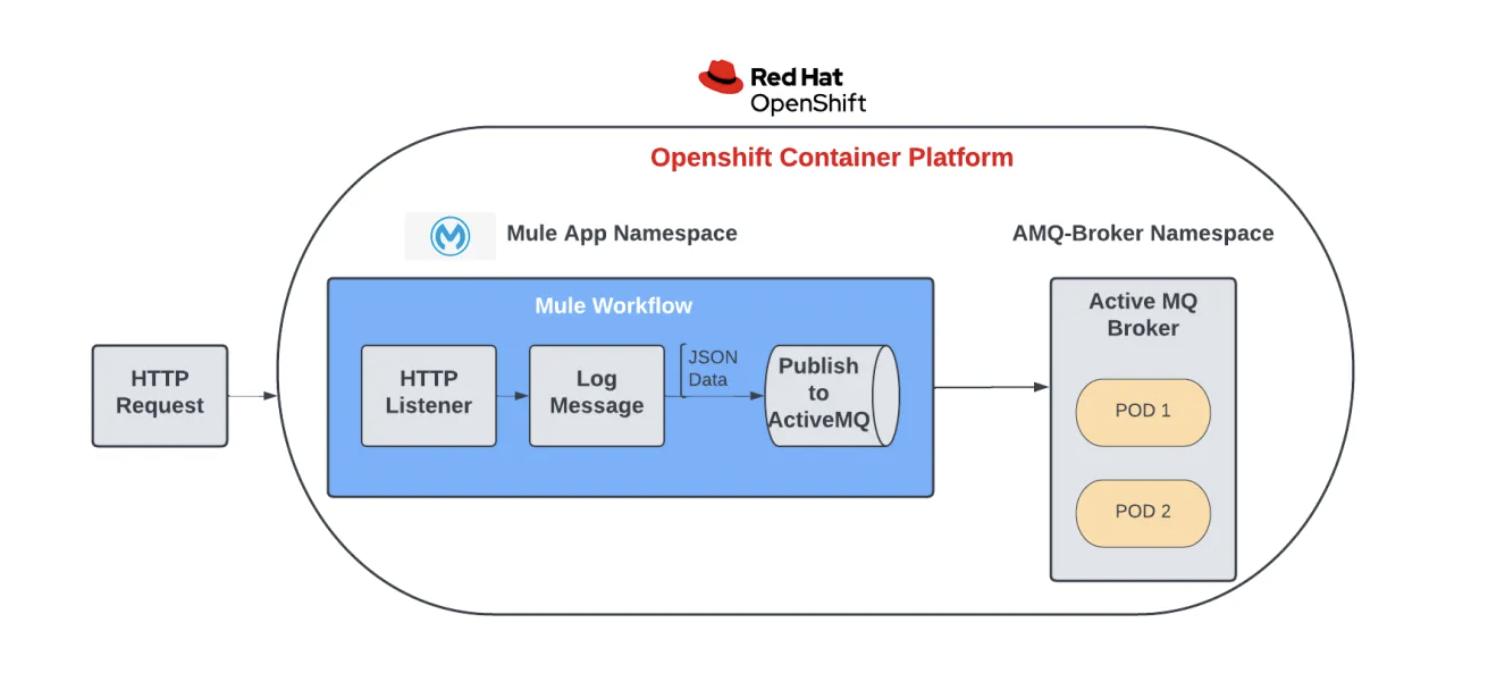 Red Hat
OpenShift
Openshift Container Platform
Mule App Namespace
AMQ-Broker Namespace
Mule Workflow
HTTP
Request
HTTP
Listener
Log
Message
JSON
Data
Publish
to
ActiveMQ
Active MQ
Broker
POD 1
POD 2